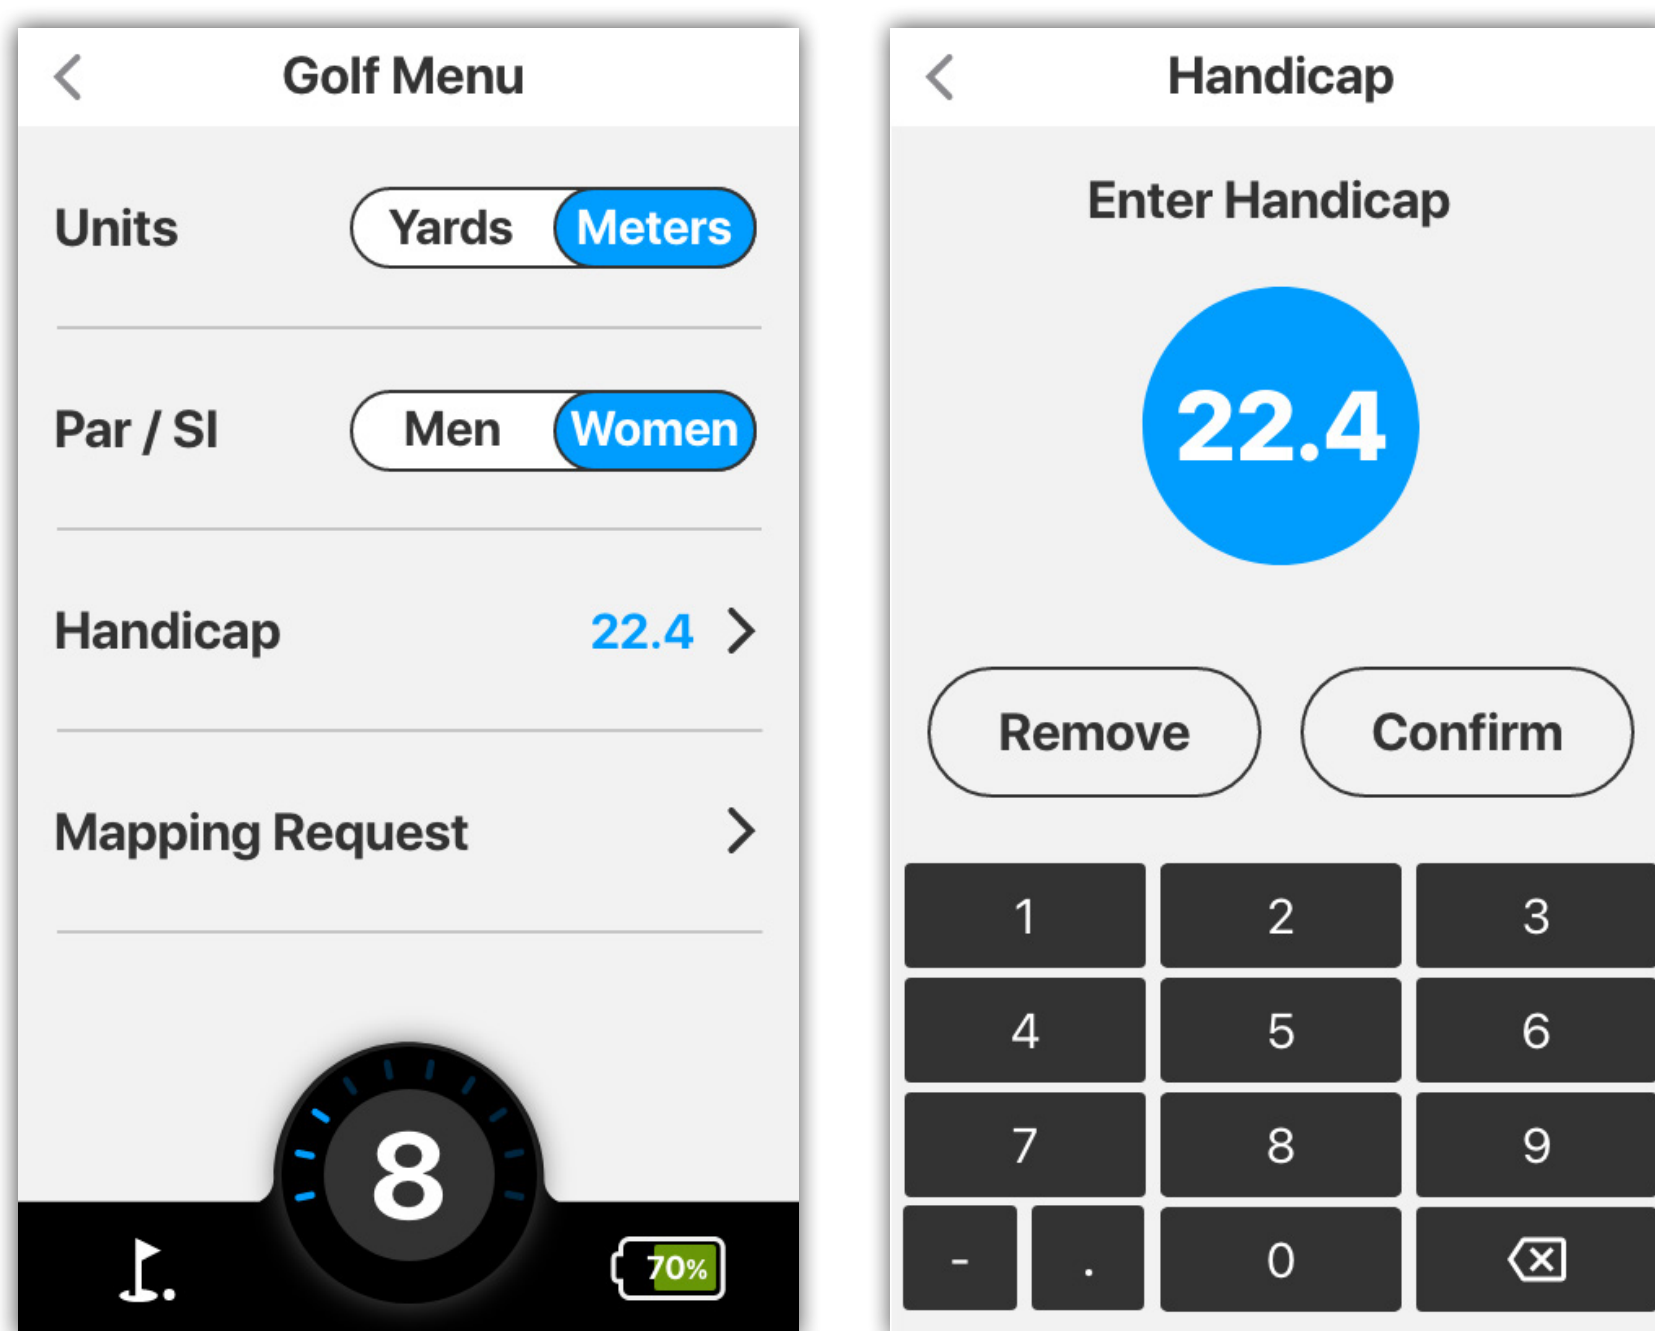 Golf Menu
Units Yards Meters
Par / SI Men Women
Handicap 22.4
Mapping Request
8
70%
Handicap
Enter Handicap
22.4
Remove Confirm
1 2 3
4 5 6
7 8 9
- . 0